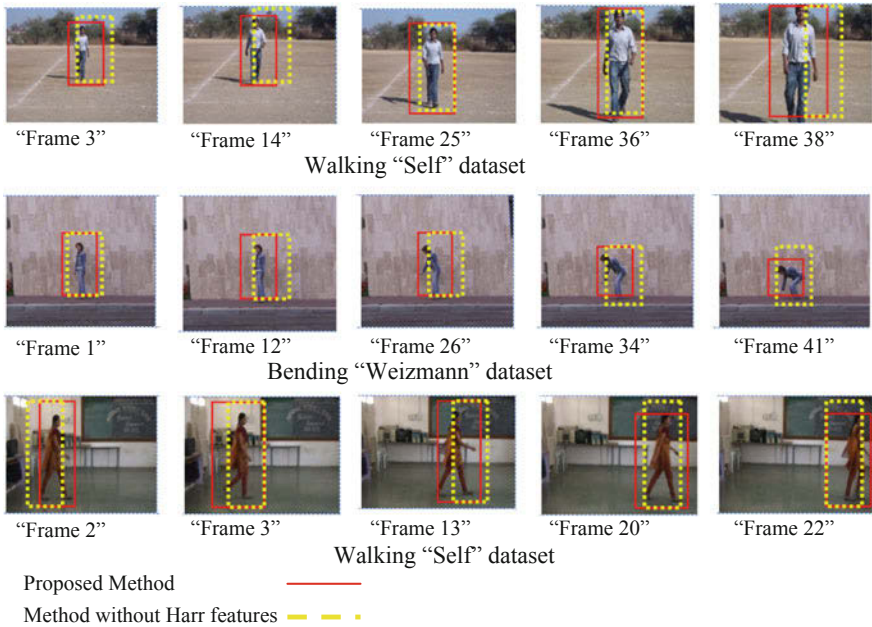 “Frame 3” “Frame 14” “Frame 25” “Frame 36” “Frame 38”
Walking “Self” dataset
“Frame 1” “Frame 12” “Frame 26” “Frame 34” “Frame 41”
Bending “Weizmann” dataset
“Frame 2” “Frame 3” “Frame 13” “Frame 20” “Frame 22”
Walking “Self” dataset
Proposed Method
Method without Harr features